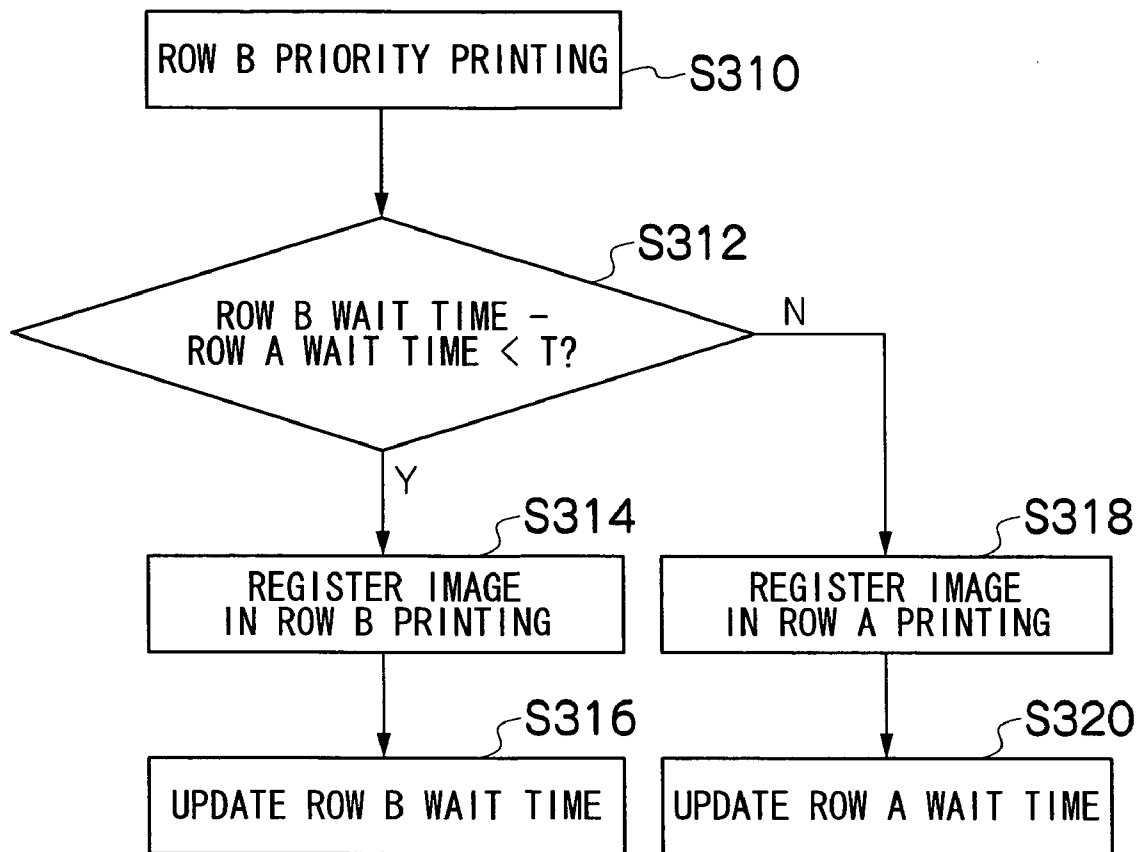 ROW B PRIORITY PRINTING
S310
S312
ROW B WAIT TIME –
ROW A WAIT TIME < T?
N
Y
S314
REGISTER IMAGE
IN ROW B PRINTING
S318
REGISTER IMAGE
IN ROW A PRINTING
S316
UPDATE ROW B WAIT TIME
S320
UPDATE ROW A WAIT TIME